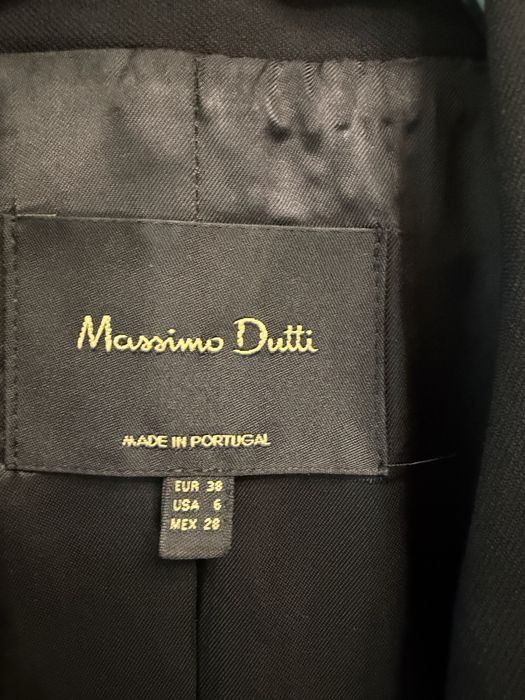 Massimo Dutti
MADE IN PORTUGAL
EUR 38
USA 6
MEX 28